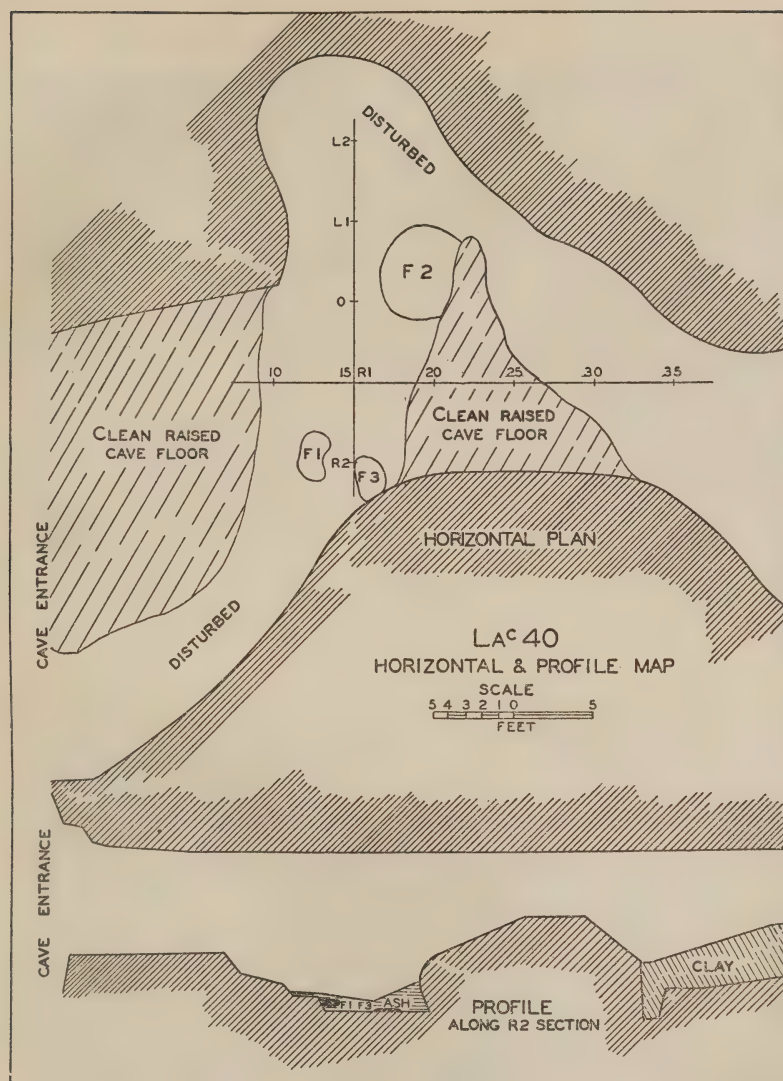 DISTURBED
L2
L1
O
F 2
10
15
R1
20
25
30
35
CLEAN RAISED
CAVE FLOOR
CLEAN RAISED
CAVE FLOOR
F1
R2
F3
HORIZONTAL PLAN
CAVE ENTRANCE
DISTURBED
LAC 40
HORIZONTAL & PROFILE MAP
SCALE
5 4 3 2 1 0 5
FEET
CAVE ENTRANCE
F1 F3 ASH
CLAY
PROFILE
ALONG R2 SECTION